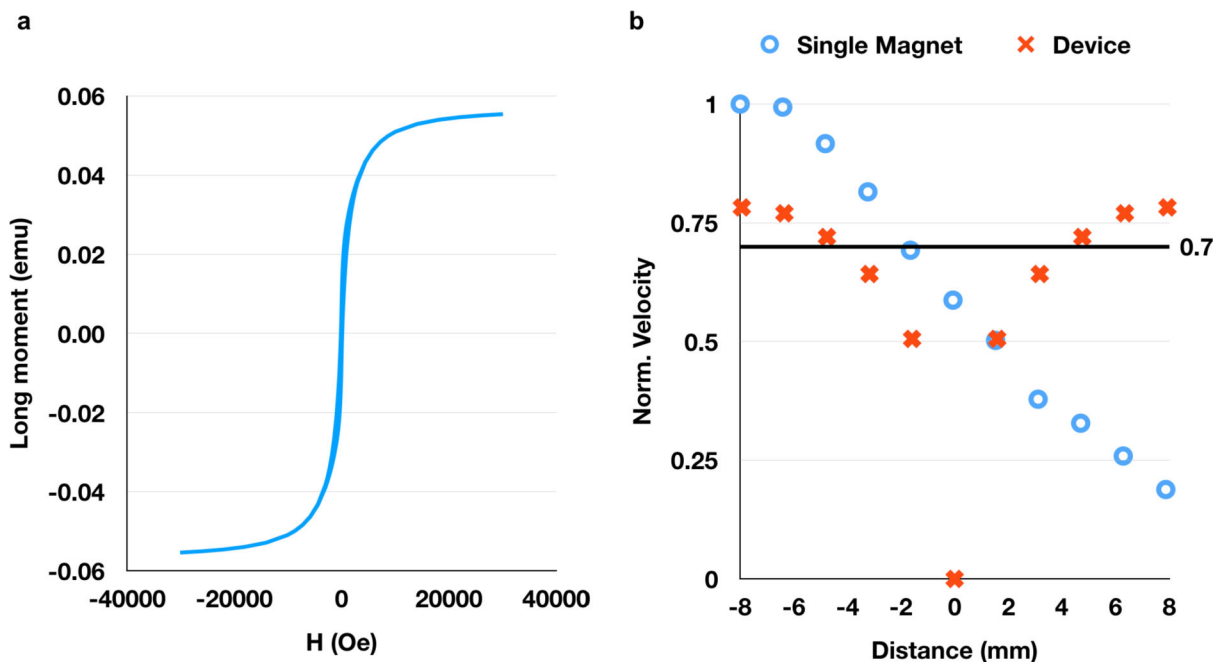 a
0.06
0.04
0.02
0.00
-0.02
-0.04
-0.06
-40000 -20000 0 20000 40000
Long moment (emu)
H (Oe)
b
Single Magnet Device
1
0.75
0.5
0.25
0
0.7
-8 -6 -4 -2 0 2 4 6 8
Norm. Velocity
Distance (mm)